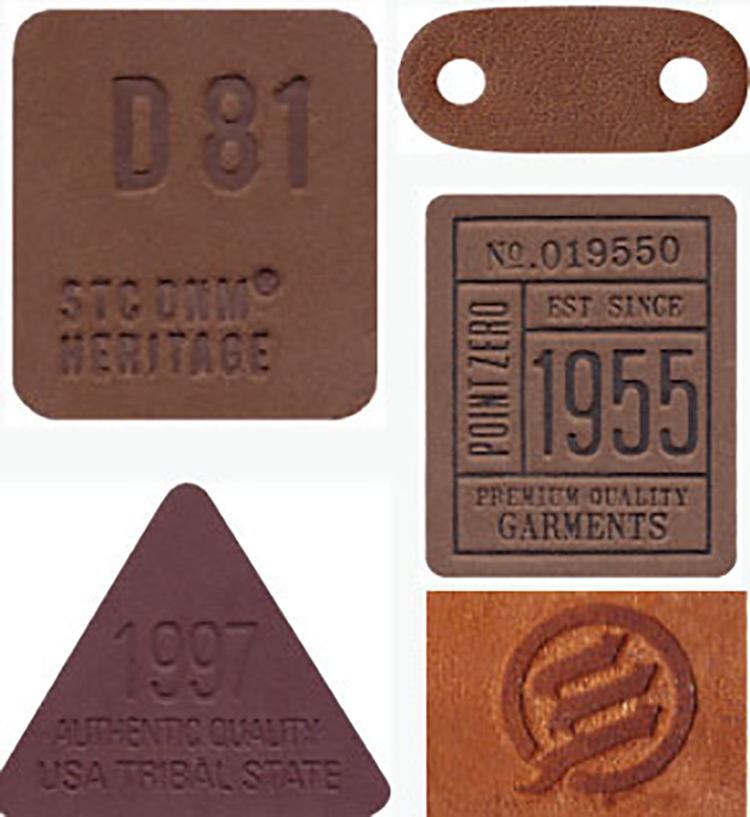 D 81
STC DNM®
HERITAGE
No.019550
POINT ZERO
EST SINCE
1955
PREMIUM QUALITY
GARMENTS
1997
AUTHENTIC QUALITY
USA TRIBAL STATE